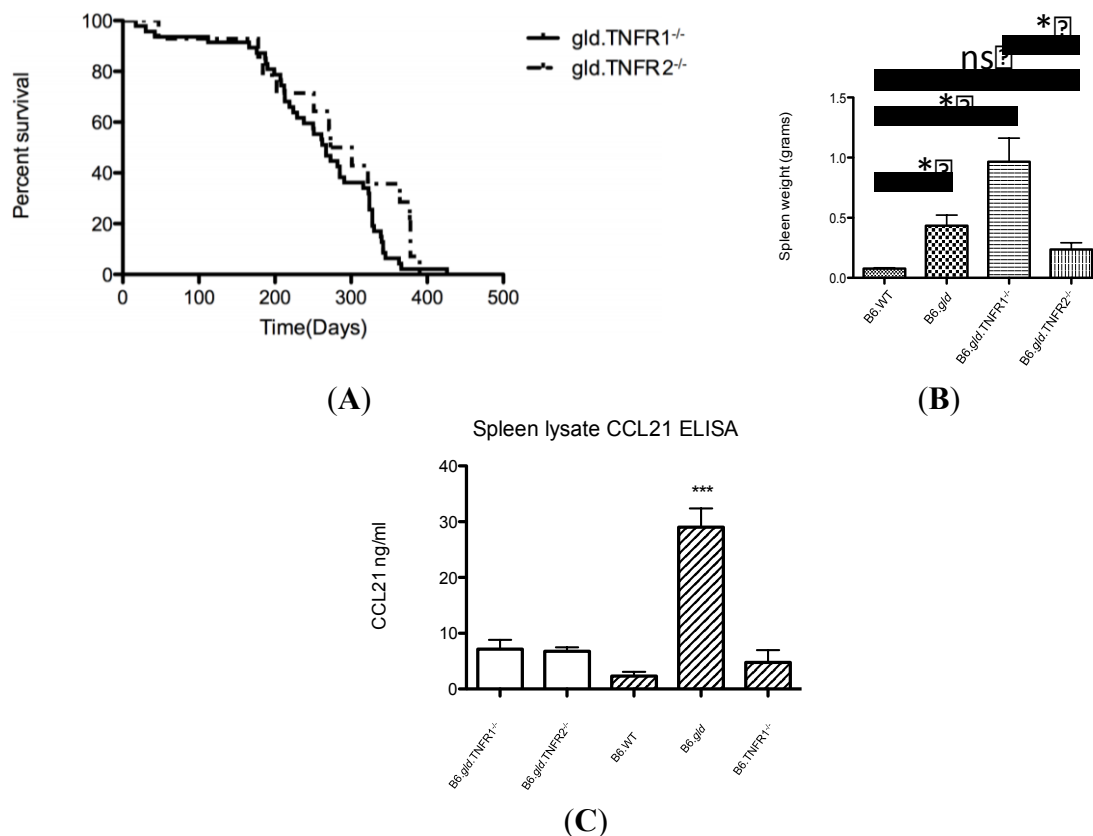 100
80
60
40
20
0
Percent survival
0 100 200 300 400 500
Time(Days)
gld.TNFR1-/-
gld.TNFR2-/-
(A)
*
ns
*
*
1.5
1.0
0.5
0.0
Spleen weight (grams)
B6.WT
B6.gld
B6.gld.TNFR1-/-
B6.gld.TNFR2-/-
(B)
Spleen lysate CCL21 ELISA
40
30
20
10
0
CCL21 ng/ml
***
B6.gld.TNFR1-/-
B6.gld.TNFR2-/-
B6.WT
B6.gld
B6.TNFR1-/-
(C)